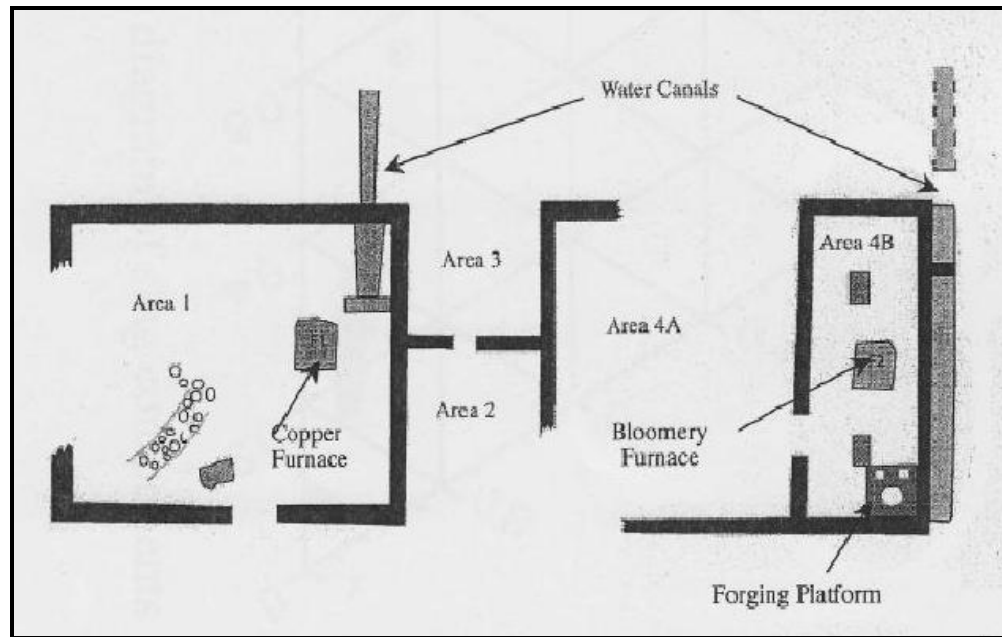 Water Canals
Area 3
Area 4B
Area 1
Area 4A
Area 2
Copper
Furnace
Bloomery
Furnace
Forging Platform